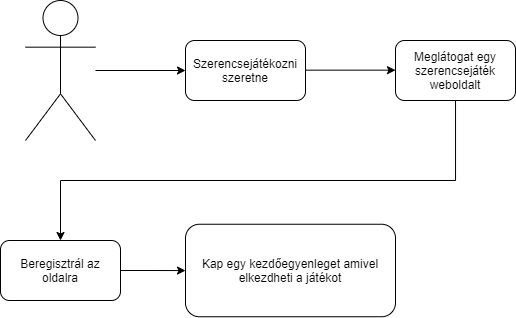 Szerencsejátékozni
szeretne
Meglátogat egy
szerencsejáték
weboldalt
Beregisztrál az
oldalra
Kap egy kezdőegyenleget amivel
elkezdheti a játékot